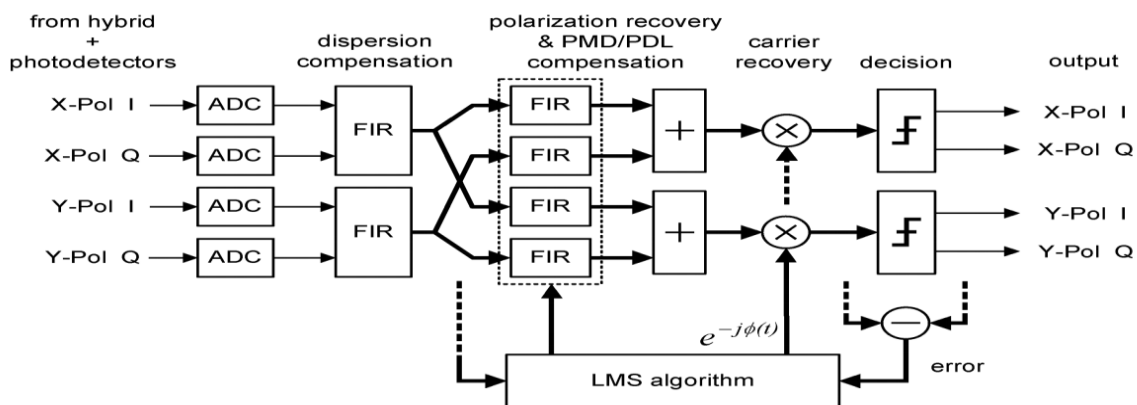 from hybrid
+
photodetectors
dispersion
compensation
polarization recovery
& PMD/PDL
compensation
carrier
recovery
decision
output
X-Pol I
ADC
X-Pol Q
ADC
Y-Pol I
ADC
Y-Pol Q
ADC
FIR
FIR
FIR
FIR
FIR
FIR
+
+
×
×
X-Pol I
X-Pol Q
Y-Pol I
Y-Pol Q
−
e^{-jϕ(t)}
error
LMS algorithm